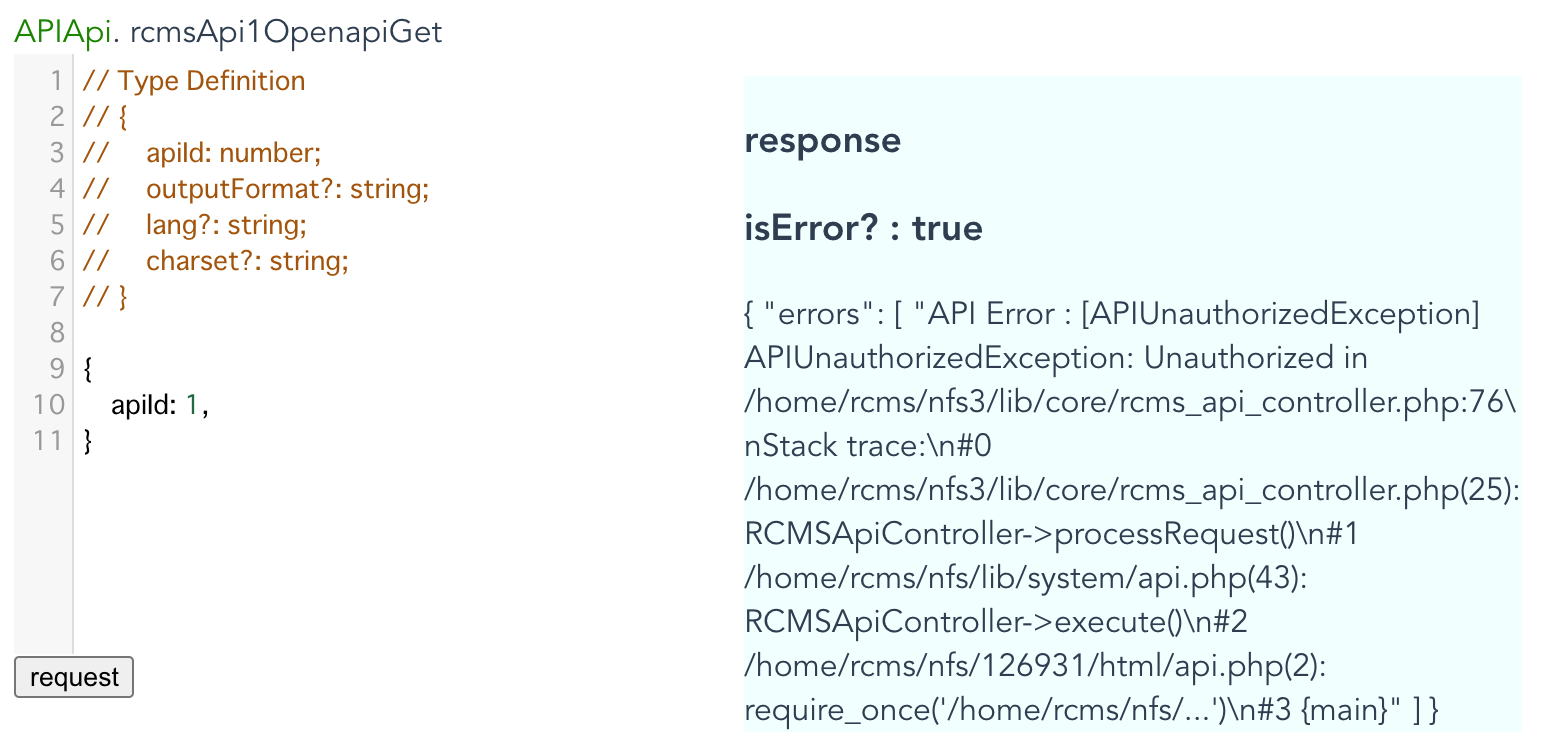 APIApi. rcmsApi1OpenapiGet
1 // Type Definition
2 // {
3 //     apiId: number;
4 //     outputFormat?: string;
5 //     lang?: string;
6 //     charset?: string;
7 // }
8
9 {
10     apiId: 1,
11 }
request
response
isError? : true
{ "errors": [ "API Error : [APIUnauthorizedException]
APIUnauthorizedException: Unauthorized in
/home/rcms/nfs3/lib/core/rcms_api_controller.php:76\
nStack trace:\n#0
/home/rcms/nfs3/lib/core/rcms_api_controller.php(25):
RCMSApiController->processRequest()\n#1
/home/rcms/nfs/lib/system/api.php(43):
RCMSApiController->execute()\n#2
/home/rcms/nfs/126931/html/api.php(2):
require_once('/home/rcms/nfs/...')\n#3 {main}" ] }